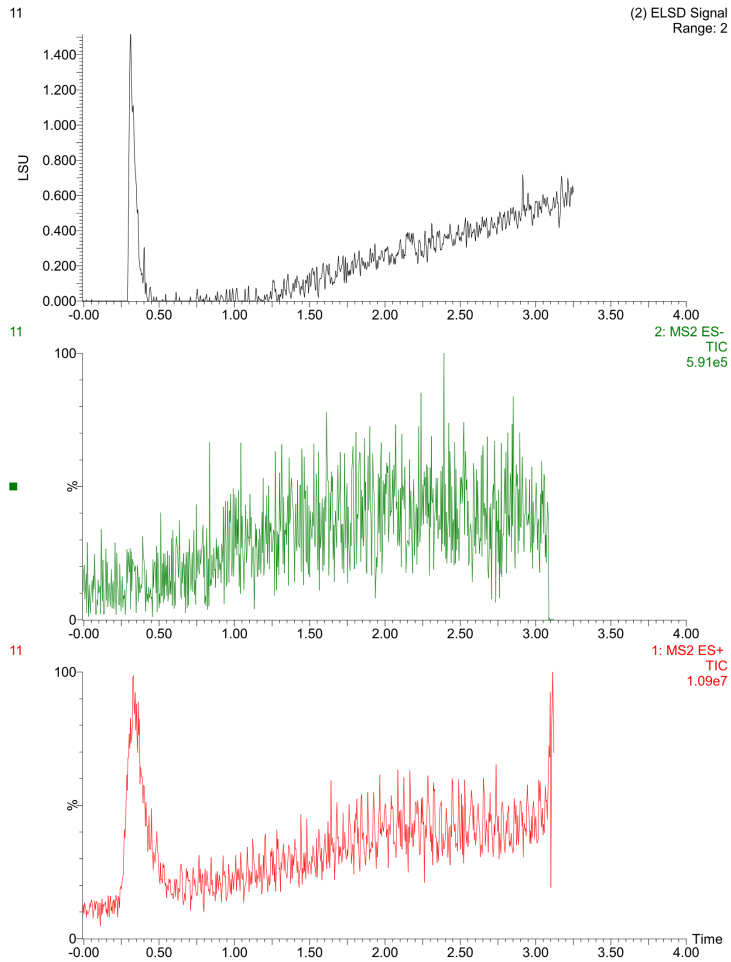 11
(2) ELSD Signal
Range: 2
LSU
1.400
1.200
1.000
0.800
0.600
0.400
0.200
0.000
-0.00 0.50 1.00 1.50 2.00 2.50 3.00 3.50 4.00
11
2: MS2 ES-
TIC
5.91e5
100
%
0
-0.00 0.50 1.00 1.50 2.00 2.50 3.00 3.50 4.00
11
1: MS2 ES+
TIC
1.09e7
100
%
0
Time
-0.00 0.50 1.00 1.50 2.00 2.50 3.00 3.50 4.00